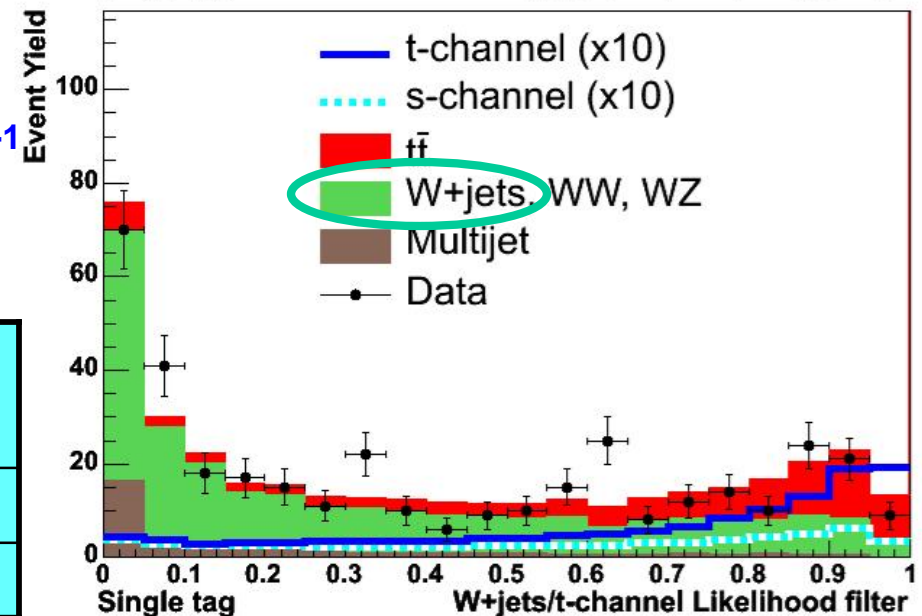 Event Yield
-1
t-channel (x10)
s-channel (x10)
tt̄
W+jets, WW, WZ
Multijet
Data
100
80
60
40
20
0
0 0.1 0.2 0.3 0.4 0.5 0.6 0.7 0.8 0.9 1
Single tag W+jets/t-channel Likelihood filter